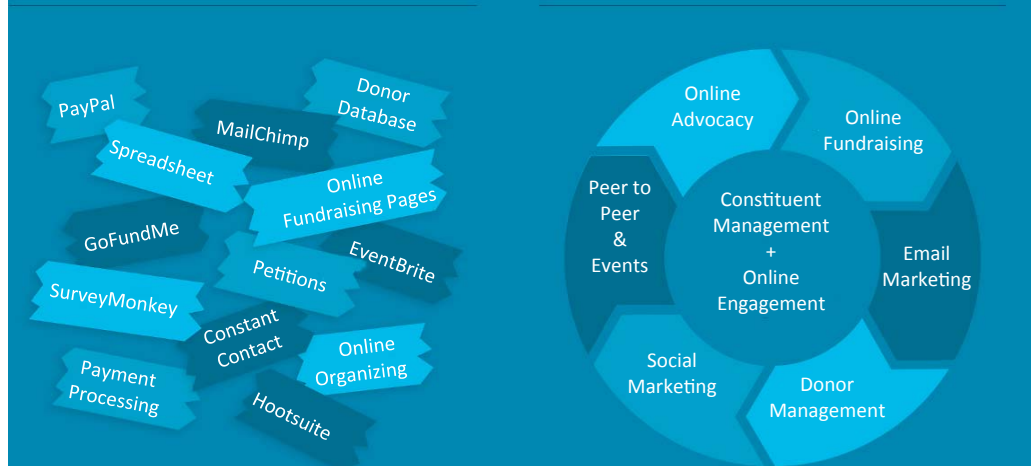 PayPal
Donor
Database
MailChimp
Spreadsheet
Online
Fundraising Pages
GoFundMe
EventBrite
Petitions
SurveyMonkey
Constant
Contact
Online
Organizing
Payment
Processing
Hootsuite
Online
Advocacy
Online
Fundraising
Peer to
Peer
&
Events
Constituent
Management
+
Online
Engagement
Email
Marketing
Social
Marketing
Donor
Management